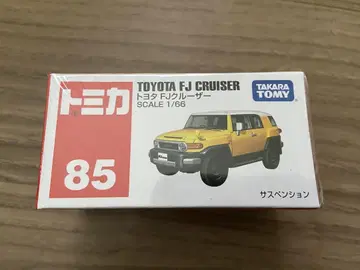 トミカ
85
TOYOTA FJ CRUISER
トヨタ FJクルーザー
SCALE 1/66
TAKARA
TOMY
サスペンション